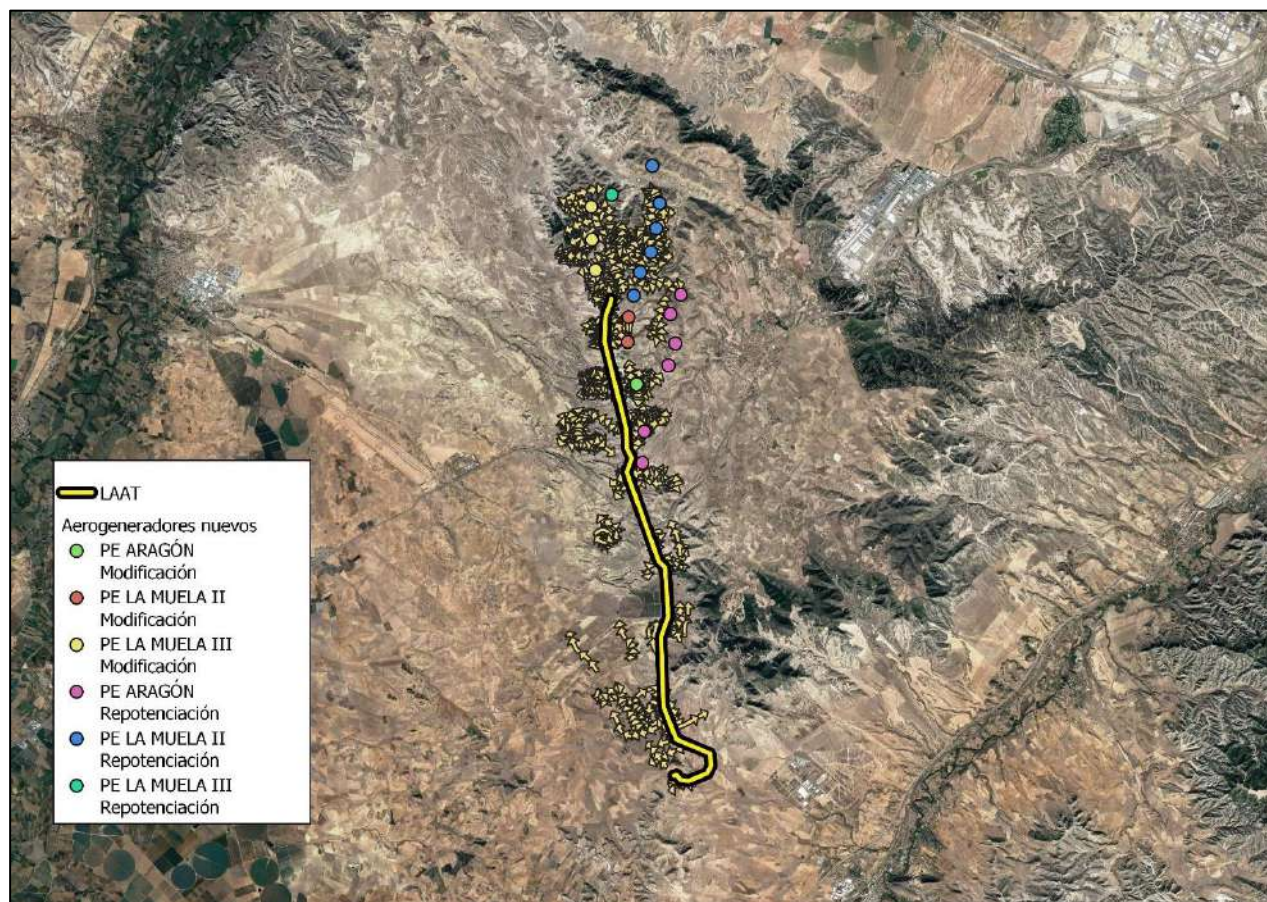 LAAT
Aerogeneradores nuevos
PE ARAGÓN
Modificación
PE LA MUELA II
Modificación
PE LA MUELA III
Modificación
PE ARAGÓN
Repotenciación
PE LA MUELA II
Repotenciación
PE LA MUELA III
Repotenciación